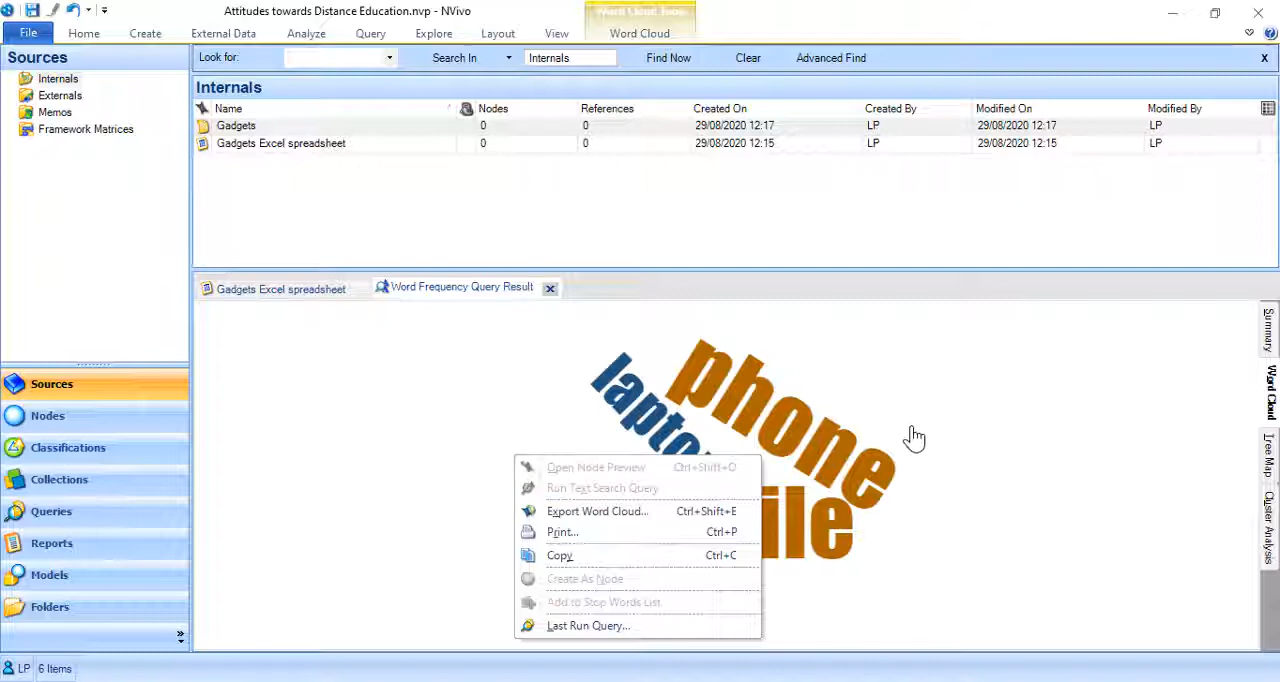 Attitudes towards Distance Education.nvp - NVivo
File Home Create External Data Analyze Query Explore Layout View Word Cloud
Sources
Look for: Search In Internals Find Now Clear Advanced Find x
Internals
Externals
Memos
Framework Matrices
Internals
Name Nodes References Created On Created By Modified On Modified By
Gadgets 0 0 29/08/2020 12:17 LP 29/08/2020 12:17 LP
Gadgets Excel spreadsheet 0 0 29/08/2020 12:15 LP 29/08/2020 12:15 LP
Gadgets Excel spreadsheet Word Frequency Query Result
Summary
Word Cloud
Tree Map
Cluster Analysis
phone
lapto
ile
Open Node Preview Ctrl+Shift+O
Run Text Search Query
Export Word Cloud... Ctrl+Shift+E
Print... Ctrl+P
Copy Ctrl+C
Create As Node
Add to Stop Words List
Last Run Query...
Sources
Nodes
Classifications
Collections
Queries
Reports
Models
Folders
LP 6 Items